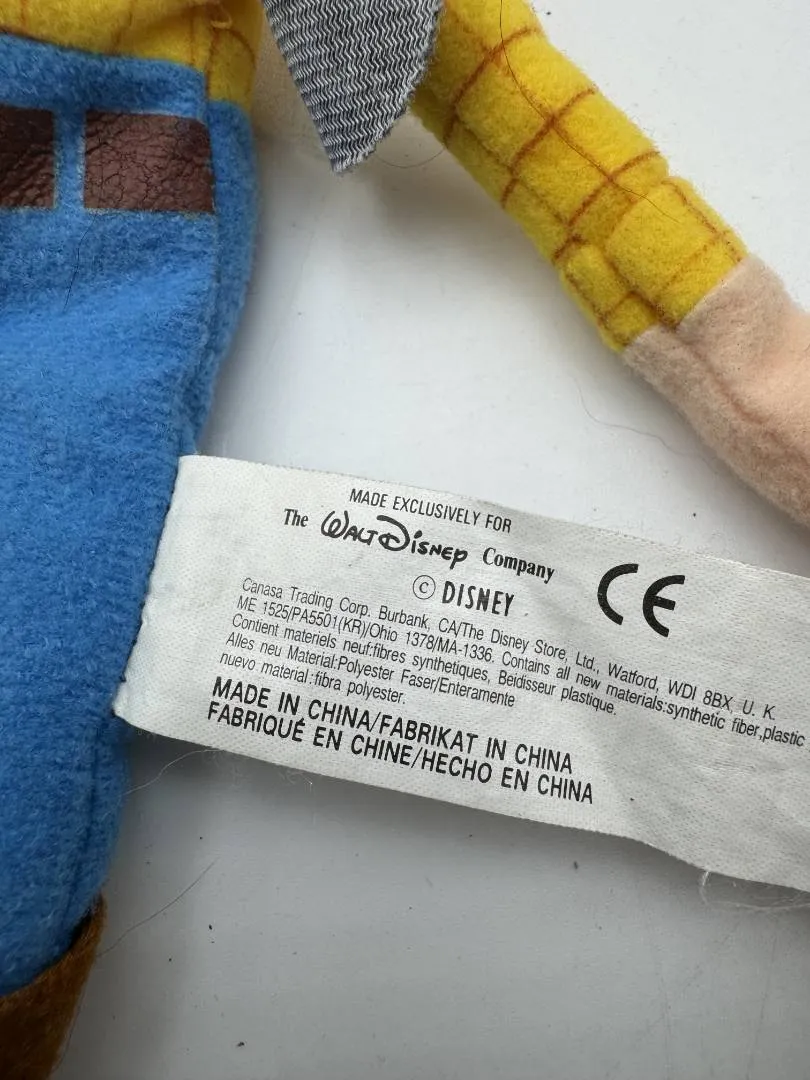 MADE EXCLUSIVELY FOR
The WALT DISNEP Company
© DISNEY
CE
Canasa Trading Corp. Burbank, CA/The Disney Store, Ltd., Watford, WDI 8BX, U. K.
ME 1525/PA5501(KR)/Ohio 1378/MA-1336. Contains all new materials:synthetic fiber,plastic
Contient materiels neuf:fibres synthetiques, Beidisseur plastique.
Alles neu Material:Polyester Faser/Enteramente
nuevo material:fibra polyester.
MADE IN CHINA/FABRIKAT IN CHINA
FABRIQUÉ EN CHINE/HECHO EN CHINA